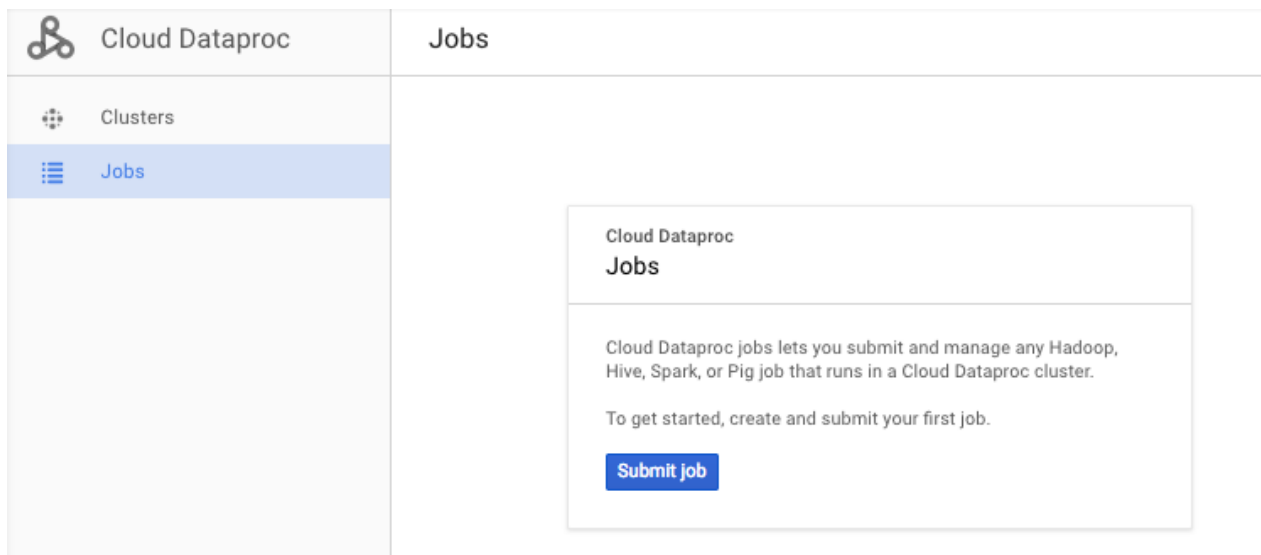 Cloud Dataproc
Jobs
Clusters
Jobs
Cloud Dataproc
Jobs
Cloud Dataproc jobs lets you submit and manage any Hadoop,
Hive, Spark, or Pig job that runs in a Cloud Dataproc cluster.
To get started, create and submit your first job.
Submit job